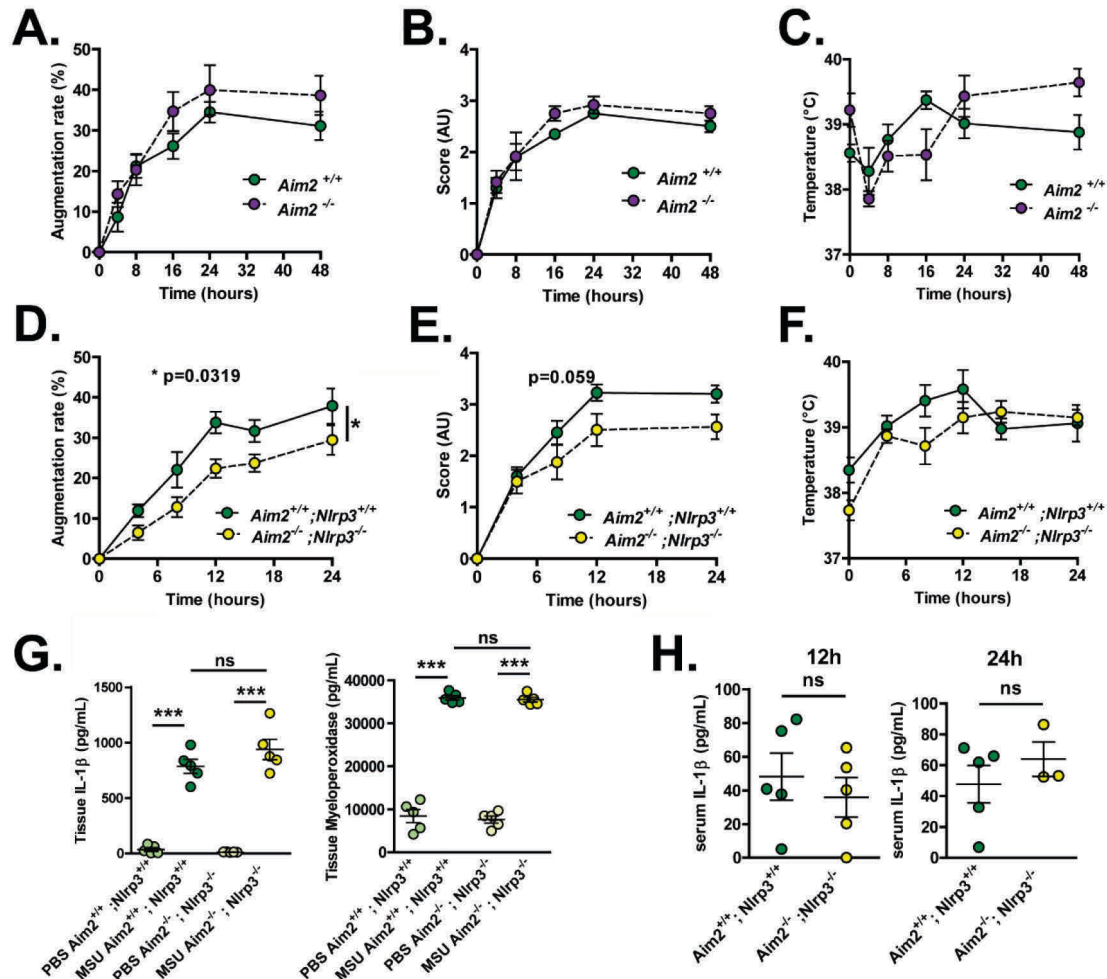 A.
Augmentation rate (%)
50
40
30
20
10
0
0 8 16 24 32 40 48
Time (hours)
Aim2 +/+
Aim2 -/-
B.
Score (AU)
4
3
2
1
0
0 8 16 24 32 40 48
Time (hours)
Aim2 +/+
Aim2 -/-
C.
Temperature (°C)
40
39
38
37
0 8 16 24 32 40 48
Time (hours)
Aim2 +/+
Aim2 -/-
D.
Augmentation rate (%)
50
40
30
20
10
0
* p=0.0319
*
0 6 12 18 24
Time (hours)
Aim2+/+;Nlrp3+/+
Aim2-/-;Nlrp3-/-
E.
Score (AU)
4
3
2
1
0
p=0.059
0 6 12 18 24
Time (hours)
Aim2+/+;Nlrp3+/+
Aim2-/-;Nlrp3-/-
F.
Temperature (°C)
40
39
38
37
0 6 12 18 24
Time (hours)
Aim2+/+;Nlrp3+/+
Aim2-/-;Nlrp3-/-
G.
Tissue IL-1β (pg/mL)
1500
1000
500
0
ns
***
***
PBS Aim2+/+ ;Nlrp3+/+
MSU Aim2+/+ ; Nlrp3+/+
PBS Aim2-/- ; Nlrp3-/-
MSU Aim2-/- ; Nlrp3-/-
Tissue Myeloperoxidase (pg/mL)
40000
30000
20000
10000
0
ns
***
***
PBS Aim2+/+ ; Nlrp3+/+
MSU Aim2+/+ ; Nlrp3+/+
PBS Aim2-/- ; Nlrp3-/-
MSU Aim2-/- ; Nlrp3-/-
H.
12h
ns
serum IL-1β (pg/mL)
100
80
60
40
20
0
Aim2+/+; Nlrp3+/+
Aim2-/- ;Nlrp3-/-
24h
ns
serum IL-1β (pg/mL)
100
80
60
40
20
0
Aim2+/+; Nlrp3+/+
Aim2-/-; Nlrp3-/-